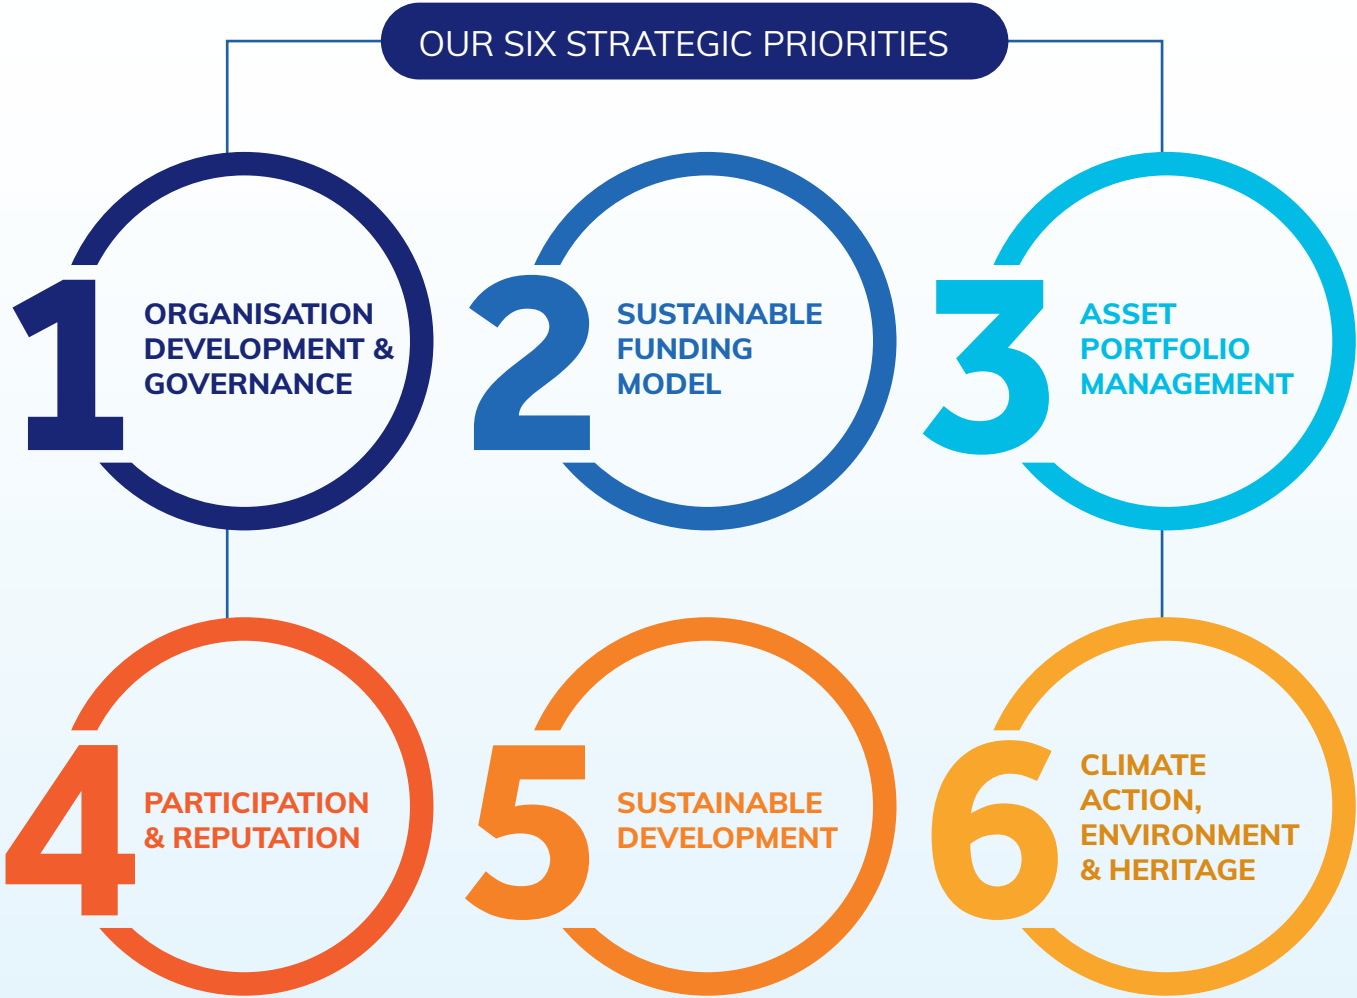 OUR SIX STRATEGIC PRIORITIES
1
ORGANISATION
DEVELOPMENT &
GOVERNANCE
2
SUSTAINABLE
FUNDING
MODEL
3
ASSET
PORTFOLIO
MANAGEMENT
4
PARTICIPATION
& REPUTATION
5
SUSTAINABLE
DEVELOPMENT
6
CLIMATE
ACTION,
ENVIRONMENT
& HERITAGE